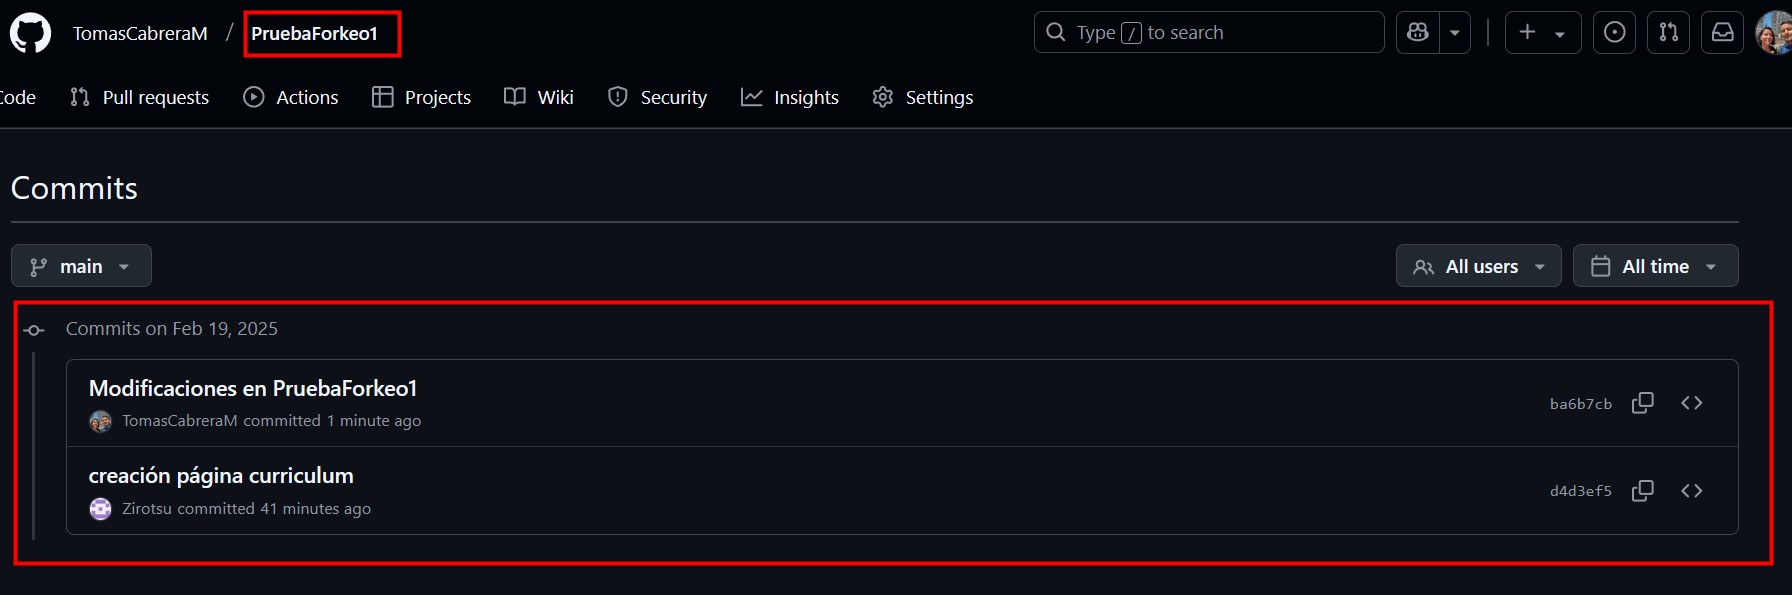 TomasCabreraM / PruebaForkeo1
Type / to search
Code
Pull requests
Actions
Projects
Wiki
Security
Insights
Settings
Commits
main
All users
All time
Commits on Feb 19, 2025
Modificaciones en PruebaForkeo1
ba6b7cb
TomasCabreraM committed 1 minute ago
creación página curriculum
d4d3ef5
Zirotsu committed 41 minutes ago